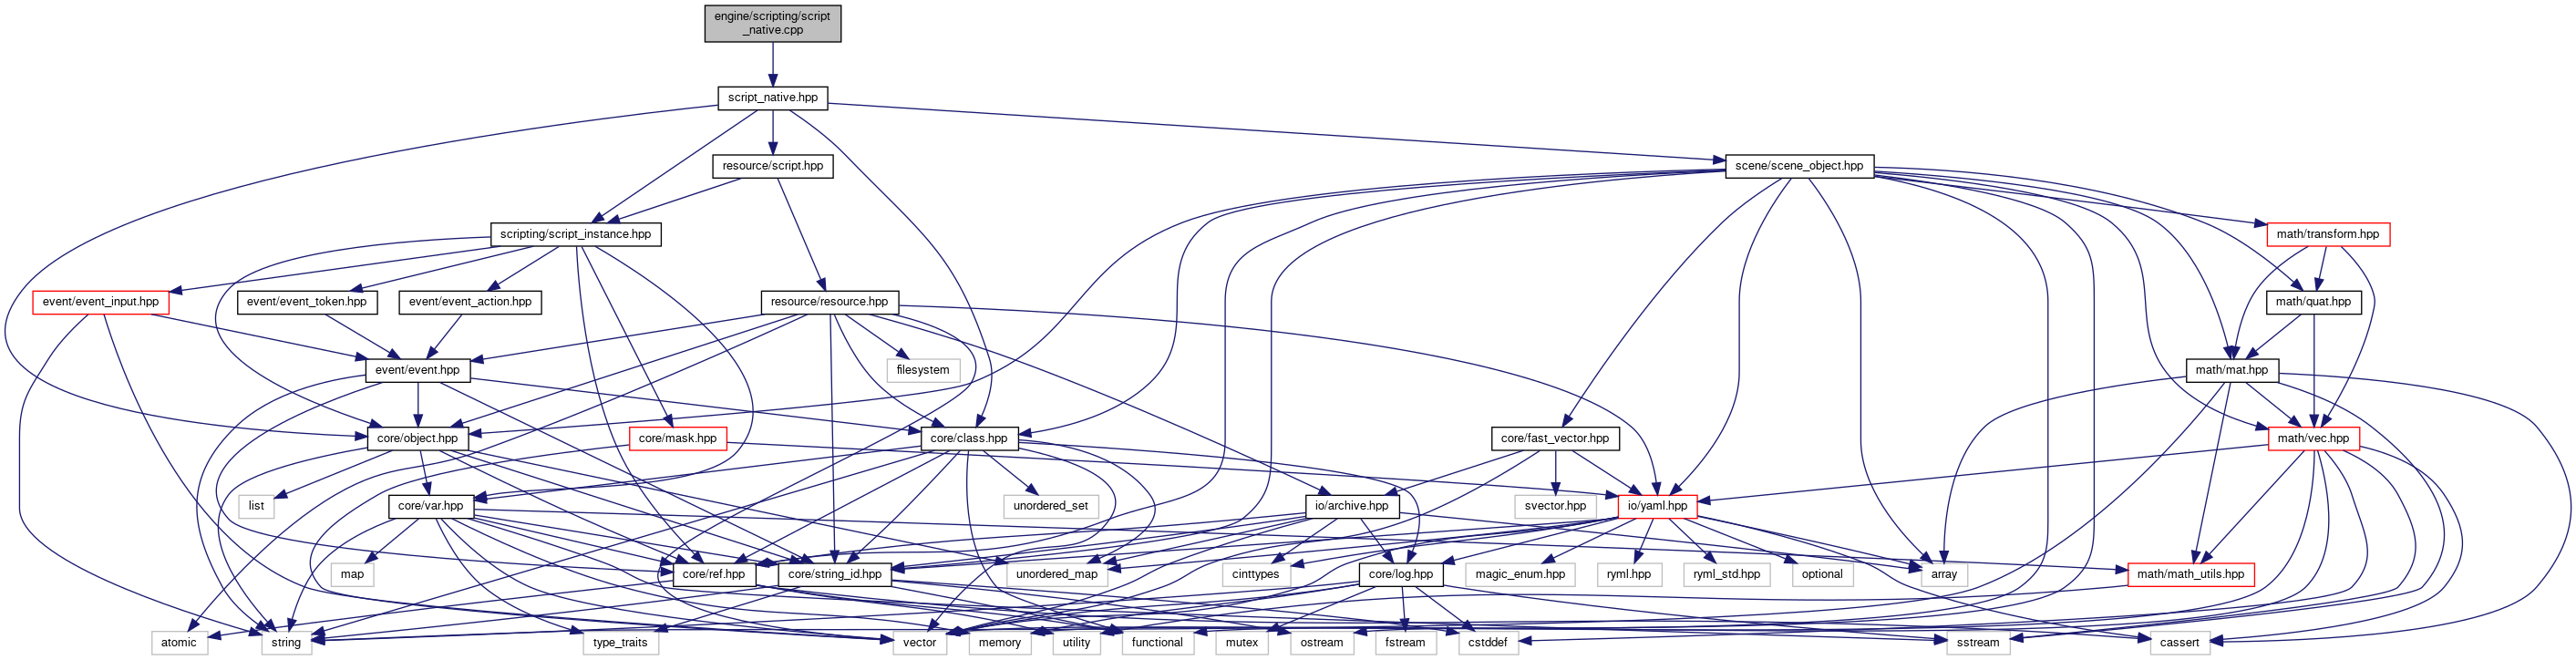 engine/scripting/script
_native.cpp
script_native.hpp
resource/script.hpp
scene/scene_object.hpp
scripting/script_instance.hpp
math/transform.hpp
event/event_input.hpp
event/event_token.hpp
event/event_action.hpp
resource/resource.hpp
math/quat.hpp
event/event.hpp
filesystem
math/mat.hpp
core/object.hpp
core/mask.hpp
core/class.hpp
core/fast_vector.hpp
math/vec.hpp
list
core/var.hpp
unordered_set
io/archive.hpp
svector.hpp
io/yaml.hpp
map
core/ref.hpp
core/string_id.hpp
unordered_map
cinttypes
core/log.hpp
magic_enum.hpp
ryml.hpp
ryml_std.hpp
optional
array
math/math_utils.hpp
atomic
string
type_traits
vector
memory
utility
functional
mutex
ostream
fstream
cstddef
sstream
cassert